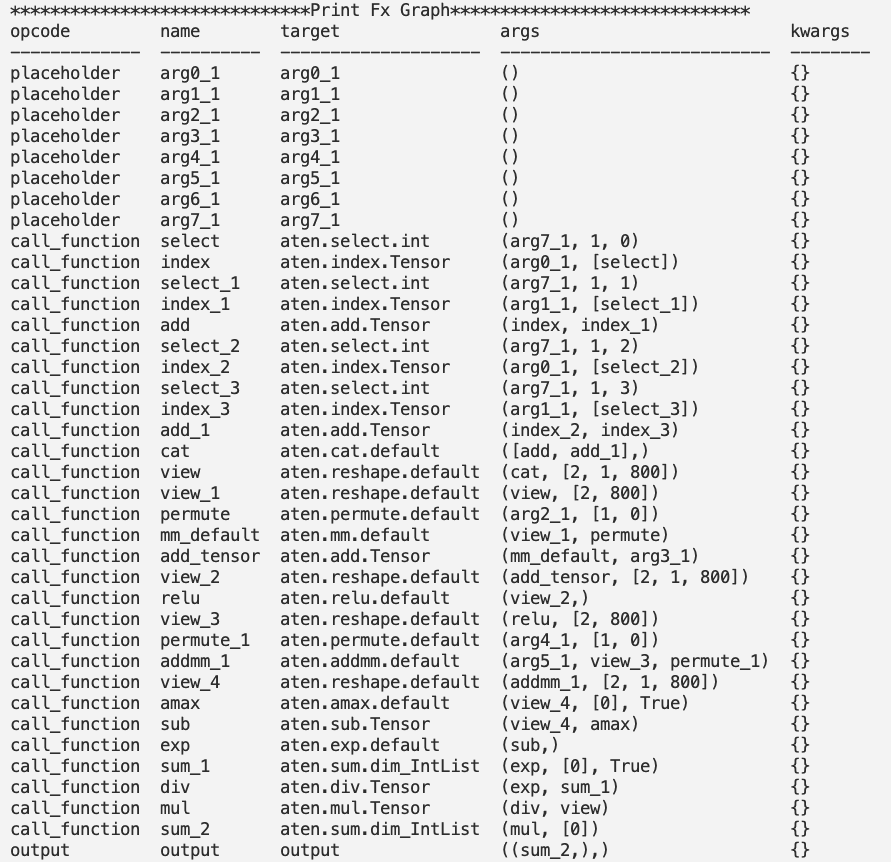 ******************************Print Fx Graph******************************
opcode         name         target                args                         kwargs
-------------  -----------  --------------------  ---------------------------  --------
placeholder    arg0_1       arg0_1                ()                           {}
placeholder    arg1_1       arg1_1                ()                           {}
placeholder    arg2_1       arg2_1                ()                           {}
placeholder    arg3_1       arg3_1                ()                           {}
placeholder    arg4_1       arg4_1                ()                           {}
placeholder    arg5_1       arg5_1                ()                           {}
placeholder    arg6_1       arg6_1                ()                           {}
placeholder    arg7_1       arg7_1                ()                           {}
call_function  select       aten.select.int       (arg7_1, 1, 0)               {}
call_function  index        aten.index.Tensor     (arg0_1, [select])           {}
call_function  select_1     aten.select.int       (arg7_1, 1, 1)               {}
call_function  index_1      aten.index.Tensor     (arg1_1, [select_1])         {}
call_function  add          aten.add.Tensor       (index, index_1)             {}
call_function  select_2     aten.select.int       (arg7_1, 1, 2)               {}
call_function  index_2      aten.index.Tensor     (arg0_1, [select_2])         {}
call_function  select_3     aten.select.int       (arg7_1, 1, 3)               {}
call_function  index_3      aten.index.Tensor     (arg1_1, [select_3])         {}
call_function  add_1        aten.add.Tensor       (index_2, index_3)           {}
call_function  cat          aten.cat.default      ([add, add_1],)              {}
call_function  view         aten.reshape.default  (cat, [2, 1, 800])           {}
call_function  view_1       aten.reshape.default  (view, [2, 800])             {}
call_function  permute      aten.permute.default  (arg2_1, [1, 0])             {}
call_function  mm_default   aten.mm.default       (view_1, permute)            {}
call_function  add_tensor   aten.add.Tensor       (mm_default, arg3_1)         {}
call_function  view_2       aten.reshape.default  (add_tensor, [2, 1, 800])    {}
call_function  relu         aten.relu.default     (view_2,)                    {}
call_function  view_3       aten.reshape.default  (relu, [2, 800])             {}
call_function  permute_1    aten.permute.default  (arg4_1, [1, 0])             {}
call_function  addmm_1      aten.addmm.default    (arg5_1, view_3, permute_1)  {}
call_function  view_4       aten.reshape.default  (addmm_1, [2, 1, 800])       {}
call_function  amax         aten.amax.default     (view_4, [0], True)          {}
call_function  sub          aten.sub.Tensor       (view_4, amax)               {}
call_function  exp          aten.exp.default      (sub,)                       {}
call_function  sum_1        aten.sum.dim_IntList  (exp, [0], True)             {}
call_function  div          aten.div.Tensor       (exp, sum_1)                 {}
call_function  mul          aten.mul.Tensor       (div, view)                  {}
call_function  sum_2        aten.sum.dim_IntList  (mul, [0])                   {}
output         output       output                ((sum_2,),)                  {}